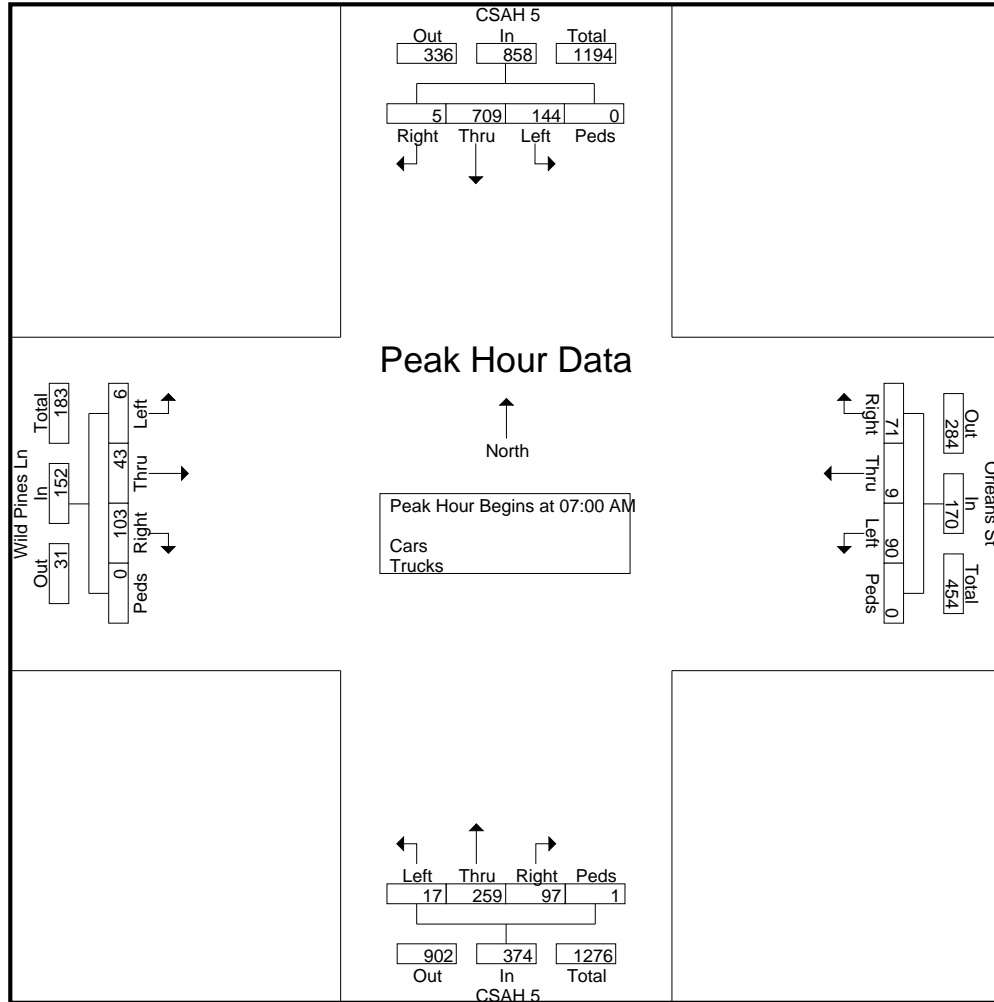 CSAH 5
Out In Total
336 858 1194
5 709 144 0
Right Thru Left Peds
Peak Hour Data
North
Peak Hour Begins at 07:00 AM
Cars
Trucks
Wild Pines Ln
Out In Total
31 152 183
0 103 43 6
Peds Right Thru Left
Orleans St
Out In Total
284 170 454
71 9 90 0
Right Thru Left Peds
Left Thru Right Peds
17 259 97 1
902 374 1276
Out In Total
CSAH 5